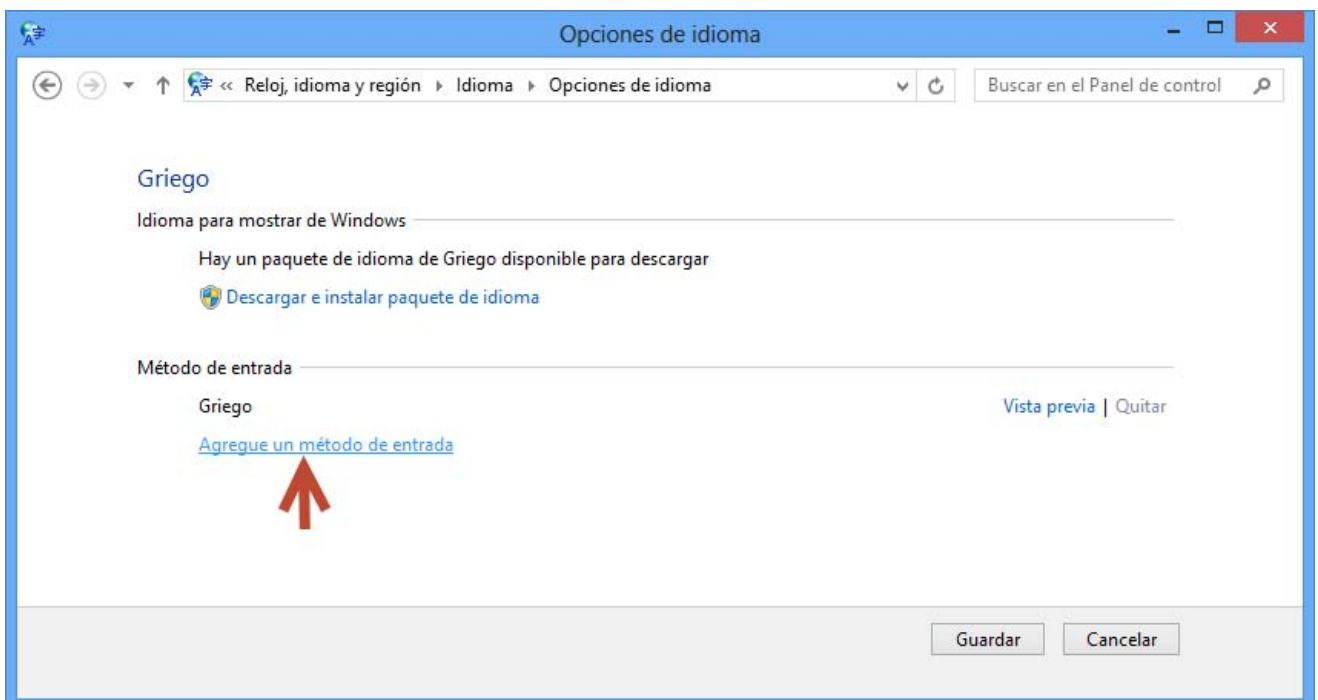 Opciones de idioma
« Reloj, idioma y región Idioma Opciones de idioma Buscar en el Panel de control
Griego
Idioma para mostrar de Windows
Hay un paquete de idioma de Griego disponible para descargar
Descargar e instalar paquete de idioma
Método de entrada
Griego Vista previa | Quitar
Agregue un método de entrada
Guardar Cancelar